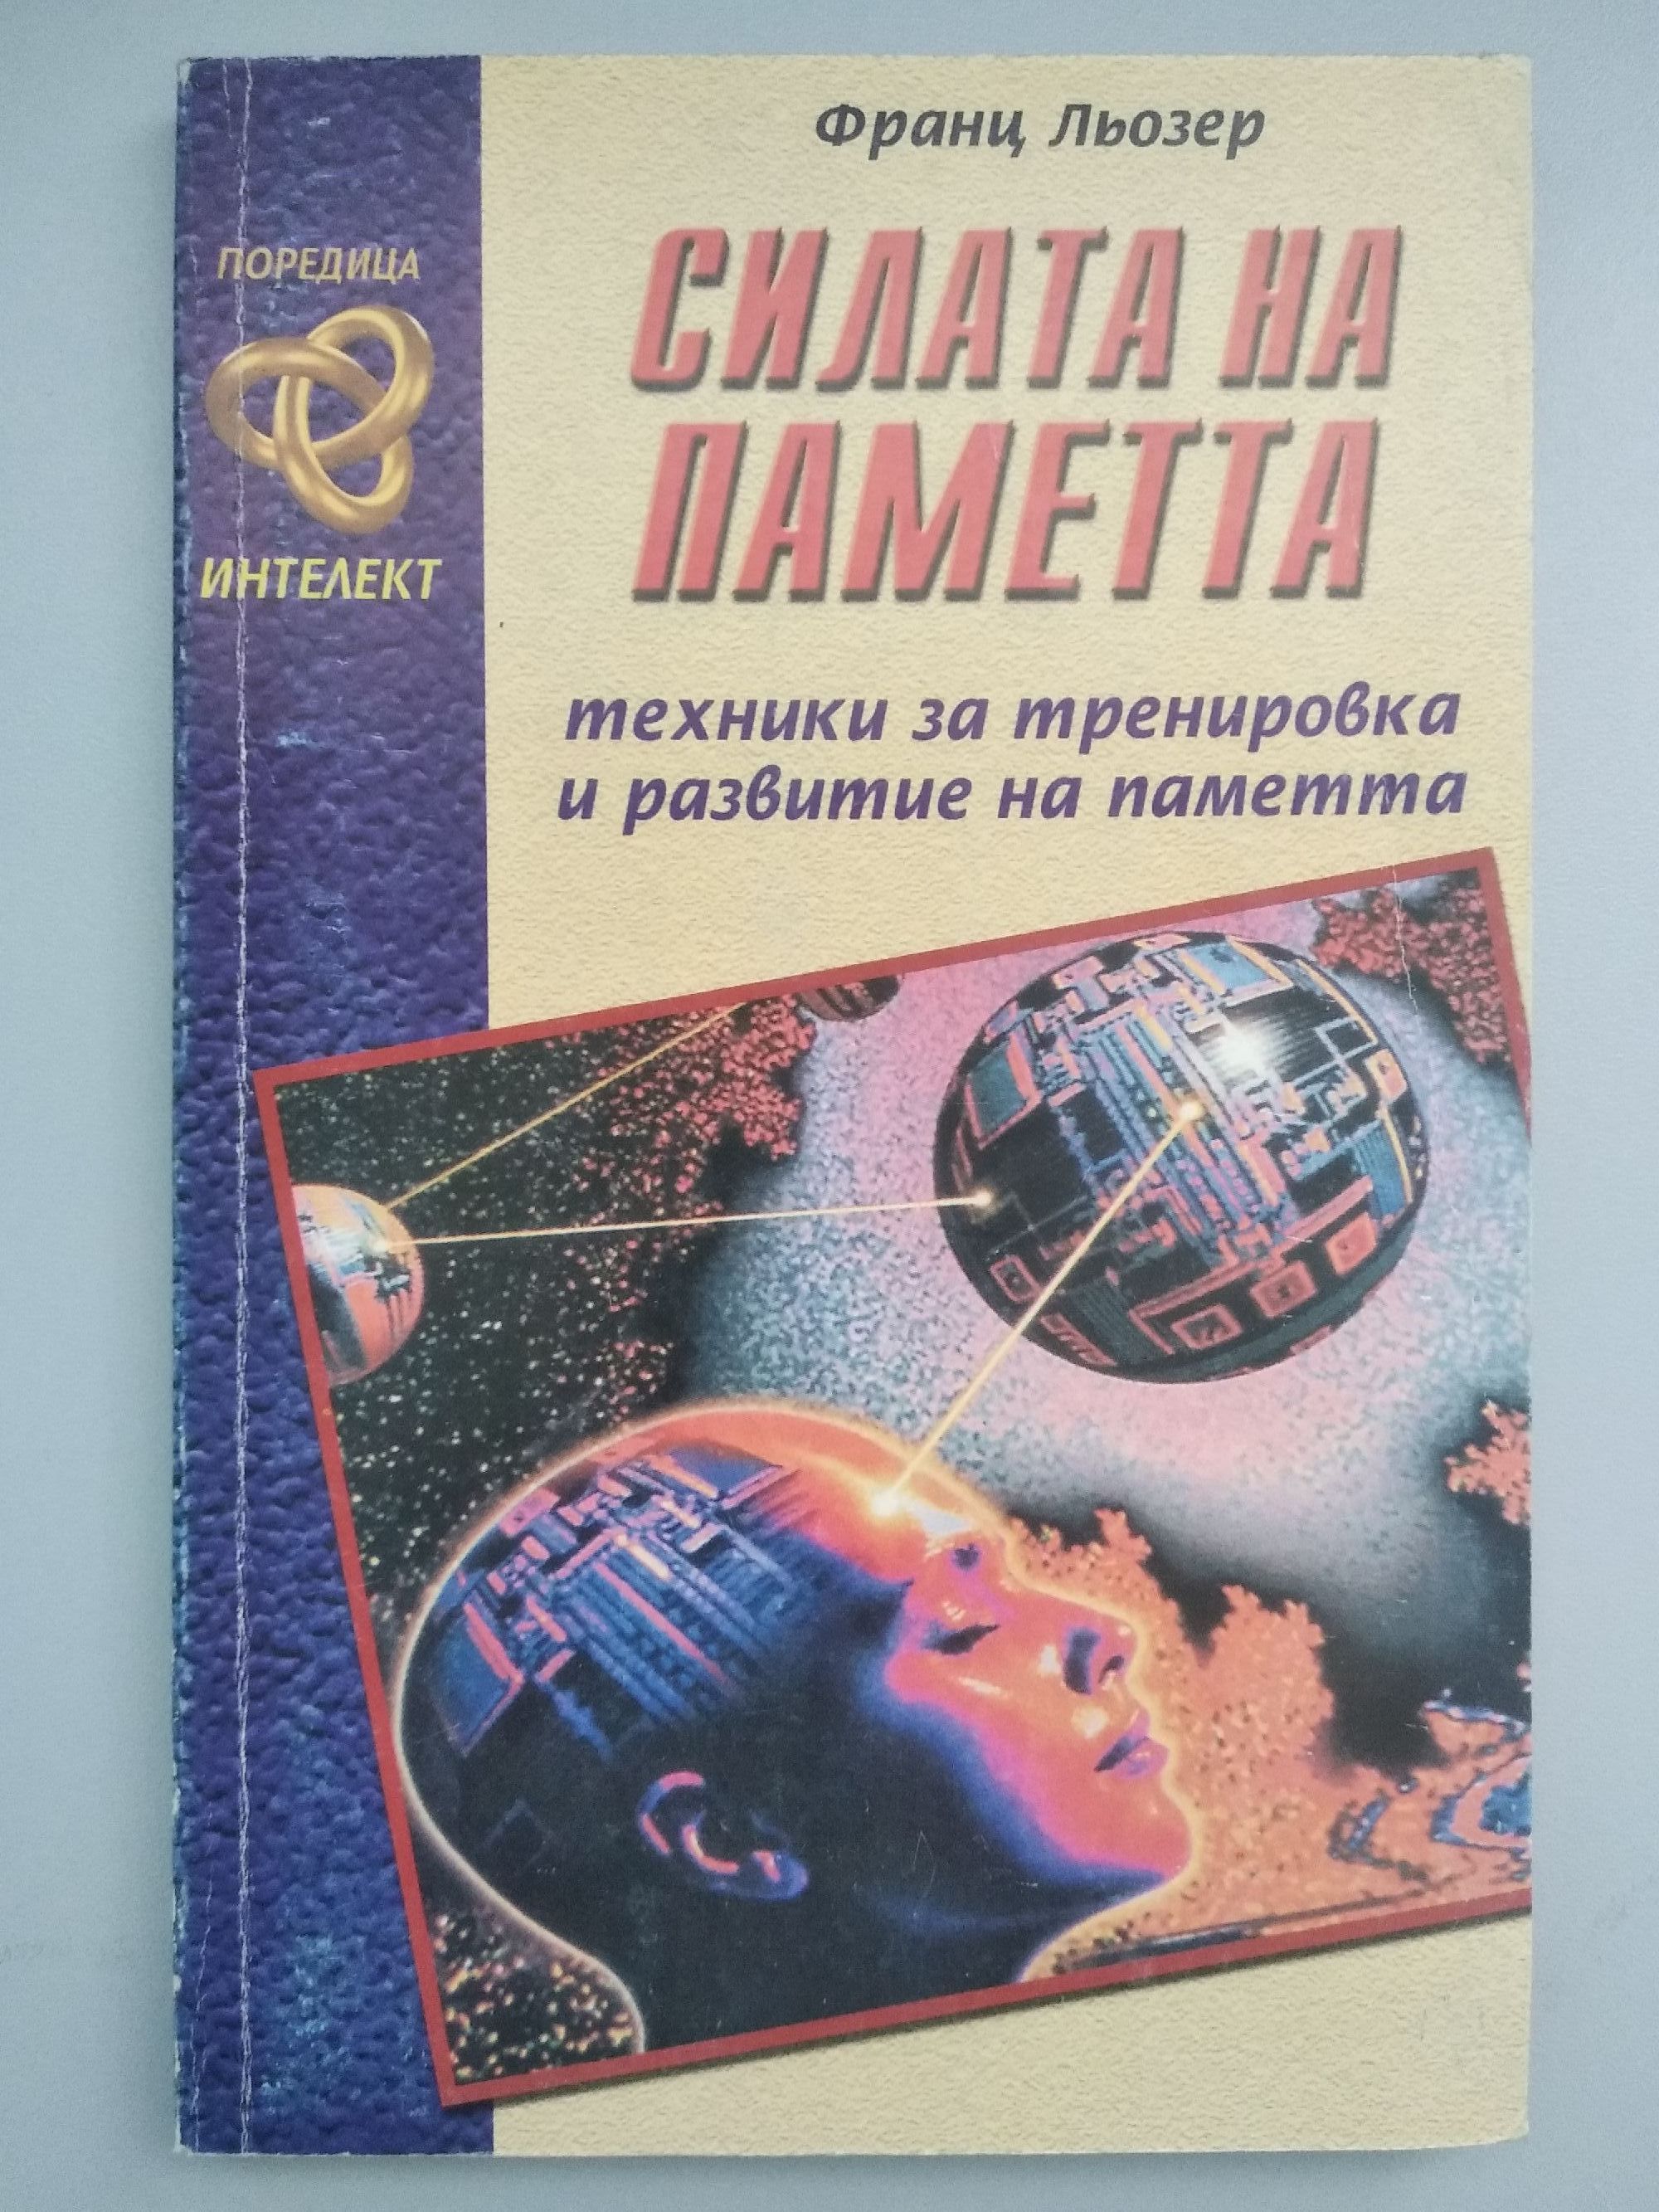 Франц Льозер
СИЛАТА НА
ПАМЕТТА
техники за тренировка
и развитие на паметта
ПОРЕДИЦА
ИНТЕЛЕКТ